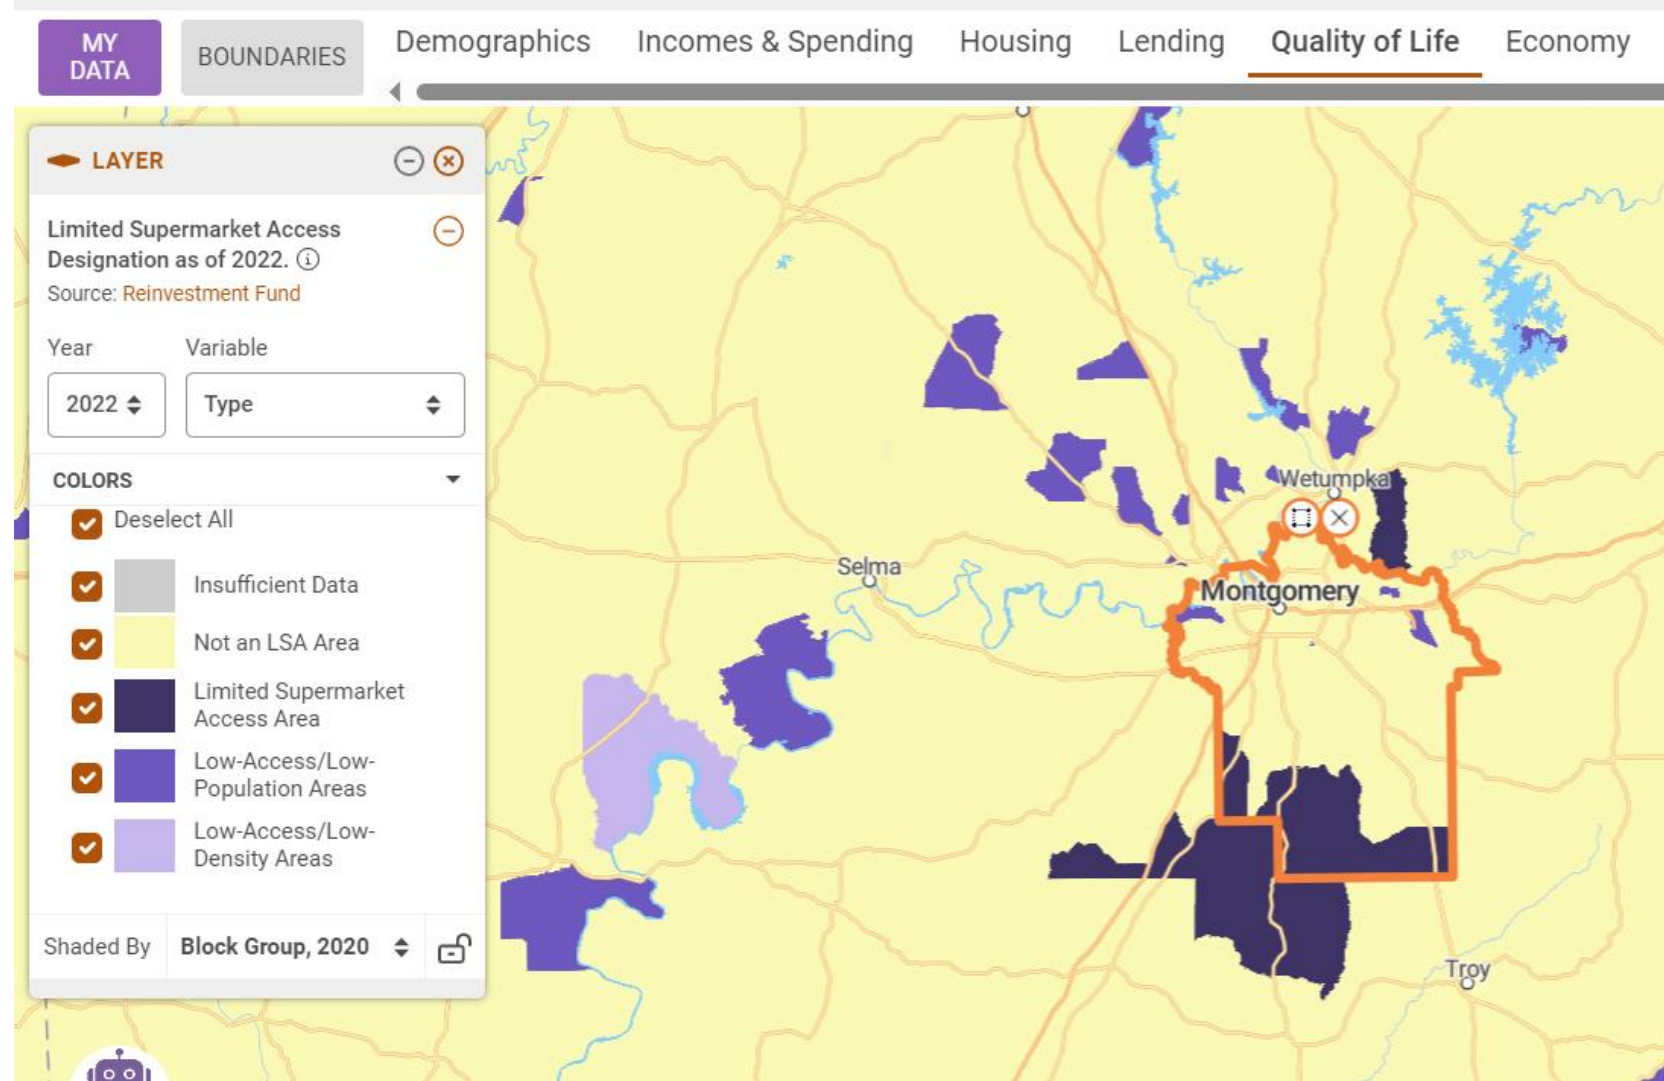 MY
DATA
BOUNDARIES
Demographics
Incomes & Spending
Housing
Lending
Quality of Life
Economy
LAYER
Limited Supermarket Access
Designation as of 2022.
Source: Reinvestment Fund
Year
Variable
2022
Type
COLORS
Deselect All
Insufficient Data
Not an LSA Area
Limited Supermarket
Access Area
Low-Access/Low-
Population Areas
Low-Access/Low-
Density Areas
Shaded By
Block Group, 2020
Wetumpka
Selma
Montgomery
Troy